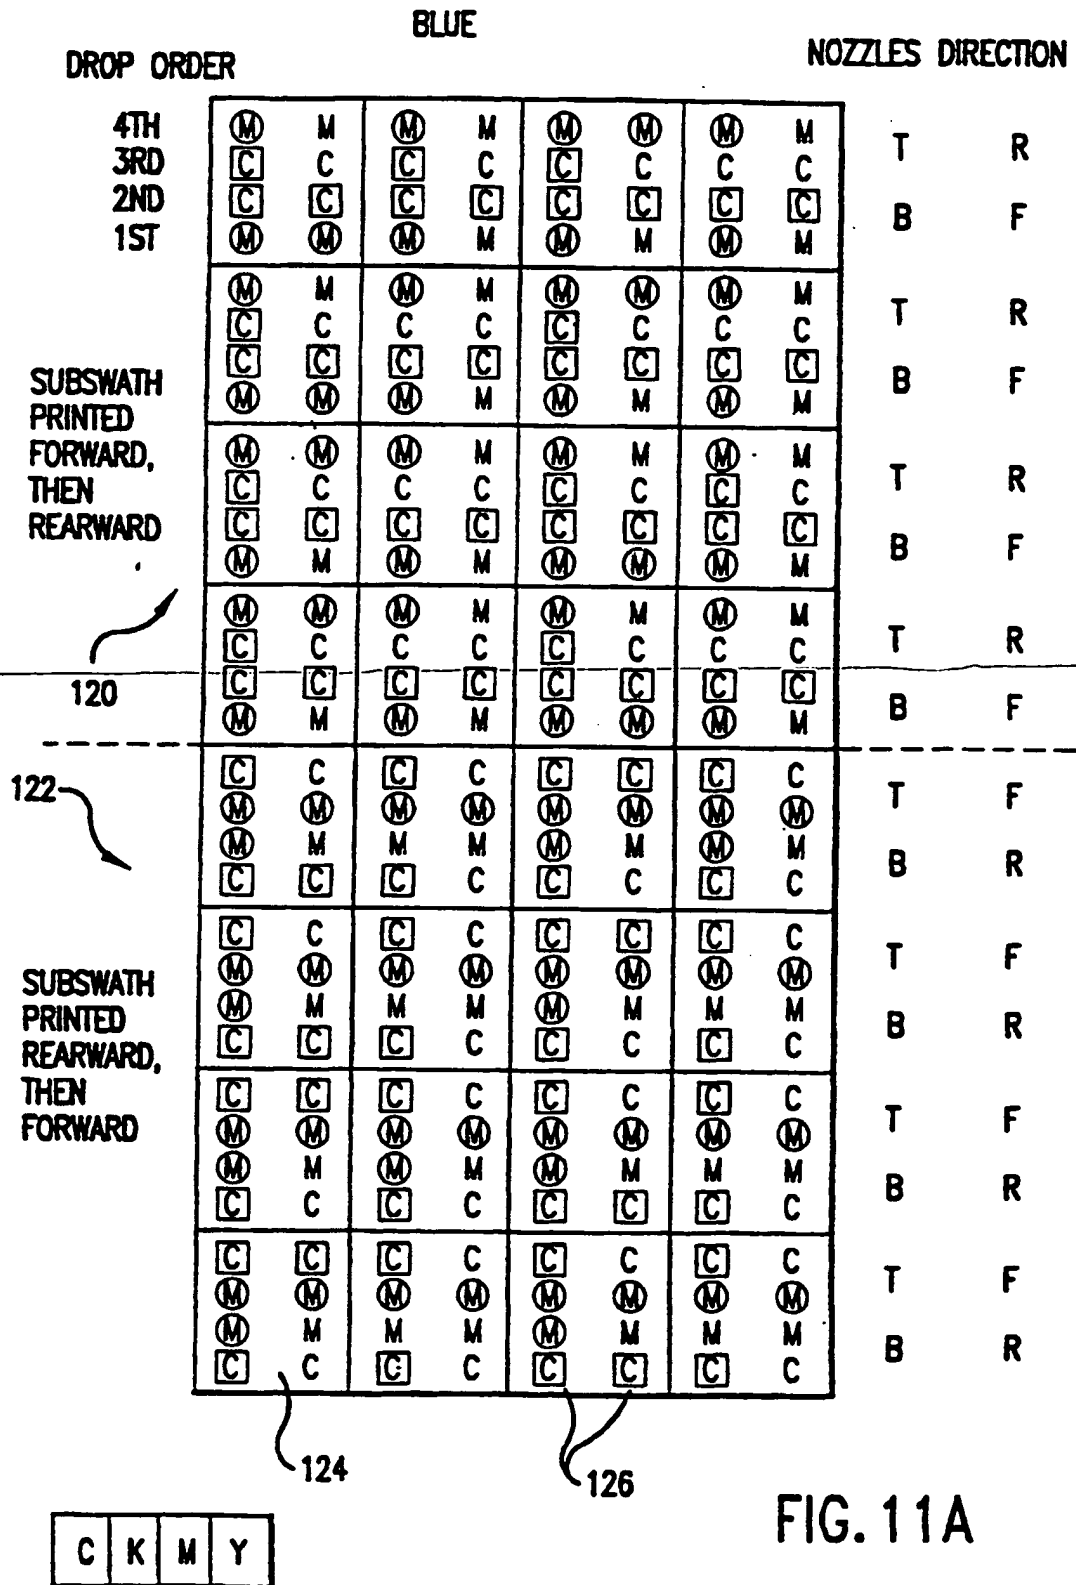 BLUE
DROP ORDER NOZZLES DIRECTION
4TH M M M M M M M M T R
3RD C C C C C C C C
2ND C C C C C C C C B F
1ST M M M M M M M M
M M M M M M M M T R
C C C C C C C C
C C C C C C C C B F
M M M M M M M M
SUBSWATH
PRINTED
FORWARD,
THEN
REARWARD
M M M M M M M M T R
C C C C C C C C
C C C C C C C C B F
M M M M M M M M
M M M M M M M M T R
C C C C C C C C
C C C C C C C C B F
M M M M M M M M
120
122
C C C C C C C C T F
M M M M M M M M
M M M M M M M M B R
C C C C C C C C
C C C C C C C C T F
M M M M M M M M
M M M M M M M M B R
C C C C C C C C
SUBSWATH
PRINTED
REARWARD,
THEN
FORWARD
C C C C C C C C T F
M M M M M M M M
M M M M M M M M B R
C C C C C C C C
C C C C C C C C T F
M M M M M M M M
M M M M M M M M B R
C C C C C C C C
124
126
FIG. 11A
C K M Y